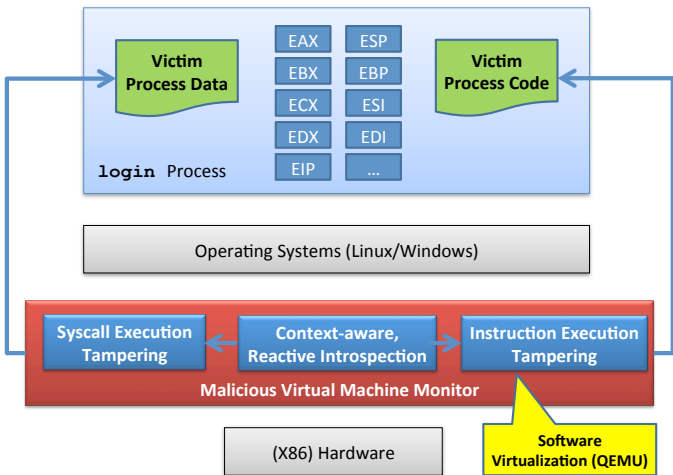 Victim
Process Data
EAX
ESP
EBX
EBP
ECX
ESI
EDX
EDI
EIP
...
Victim
Process Code
login Process
Operating Systems (Linux/Windows)
Syscall Execution
Tampering
Context-aware,
Reactive Introspection
Instruction Execution
Tampering
Malicious Virtual Machine Monitor
(X86) Hardware
Software
Virtualization (QEMU)